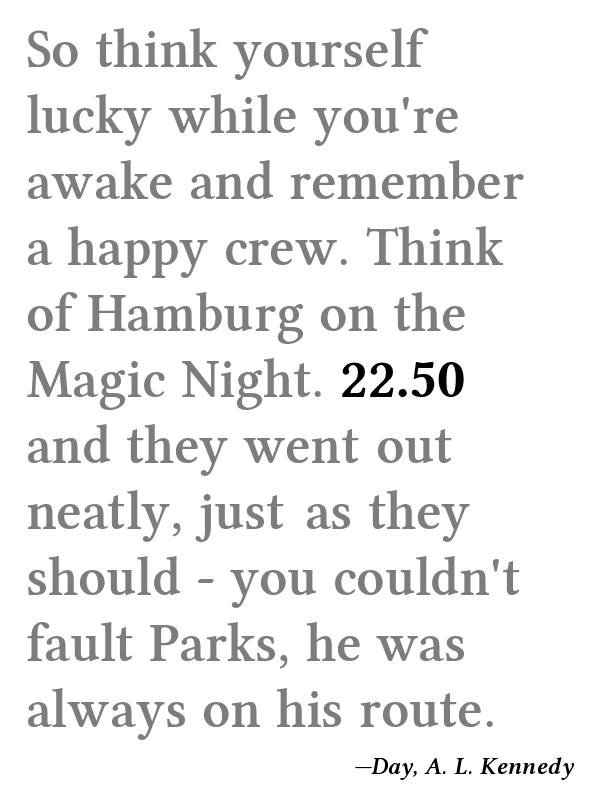 So think yourself
lucky while you're
awake and remember
a happy crew. Think
of Hamburg on the
Magic Night. 22.50
and they went out
neatly, just as they
should - you couldn't
fault Parks, he was
always on his route.
—Day, A. L. Kennedy